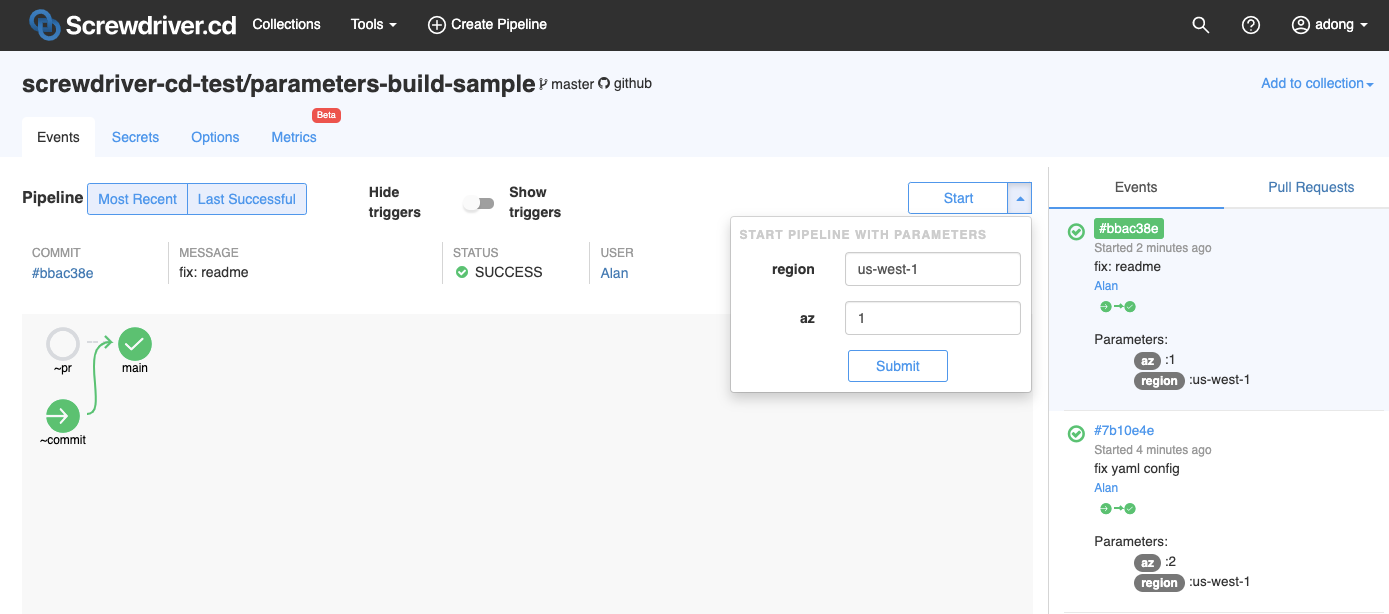 Screwdriver.cd Collections Tools Create Pipeline adong
screwdriver-cd-test/parameters-build-sample master github Add to collection
Events Secrets Options Metrics Beta
Pipeline Most Recent Last Successful
Hide triggers Show triggers
Start
COMMIT
#bbac38e
MESSAGE
fix: readme
STATUS
SUCCESS
USER
Alan
START PIPELINE WITH PARAMETERS
region us-west-1
az 1
Submit
~pr
main
~commit
Events Pull Requests
#bbac38e
Started 2 minutes ago
fix: readme
Alan
Parameters:
az :1
region :us-west-1
#7b10e4e
Started 4 minutes ago
fix yaml config
Alan
Parameters:
az :2
region :us-west-1